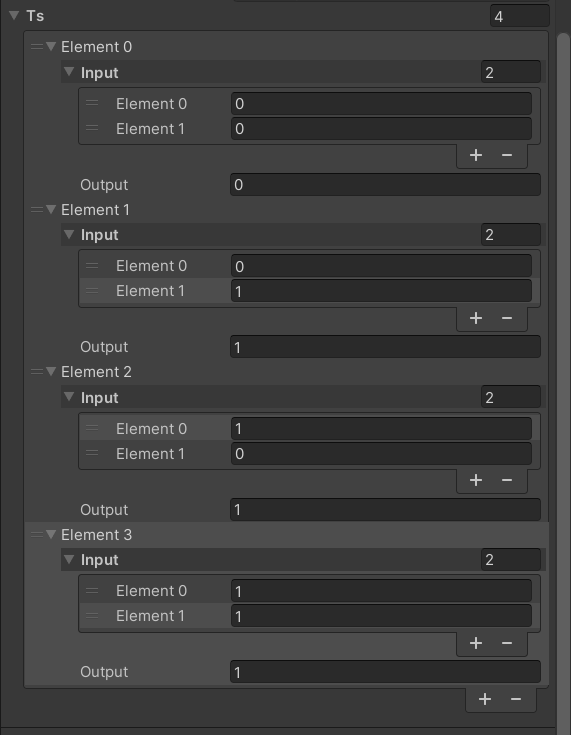 Ts 4
Element 0
Input 2
Element 0 0
Element 1 0
+ −
Output 0
Element 1
Input 2
Element 0 0
Element 1 1
+ −
Output 1
Element 2
Input 2
Element 0 1
Element 1 0
+ −
Output 1
Element 3
Input 2
Element 0 1
Element 1 1
+ −
Output 1
+ −